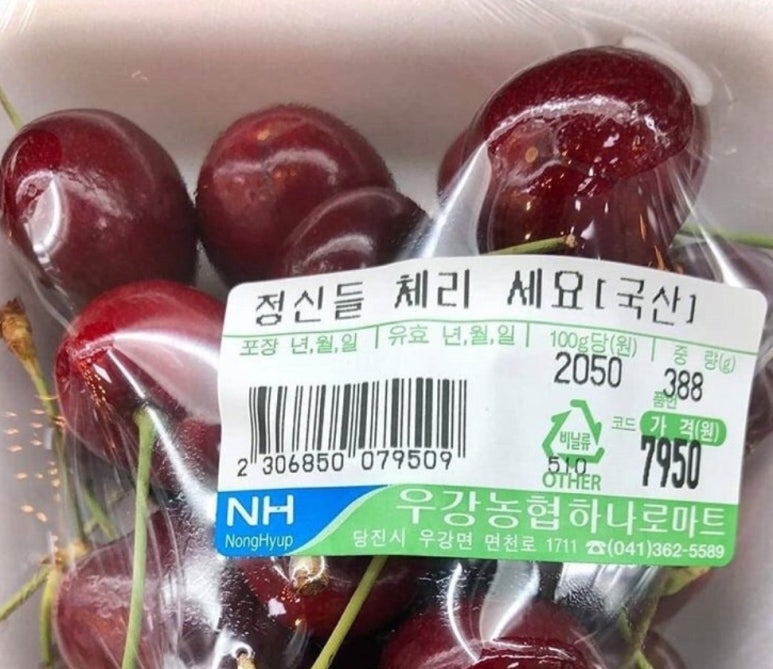 정신들 체리 세요[국산]
포장 년,월,일 유효 년,월,일 100g당(원) 중 량(g)
2050 388
품번
비닐류 코드 가 격(원)
510 7950
OTHER
2 306850 079509
NH 우강농협하나로마트
NongHyup 당진시 우강면 면천로 1711 ☎(041)362-5589